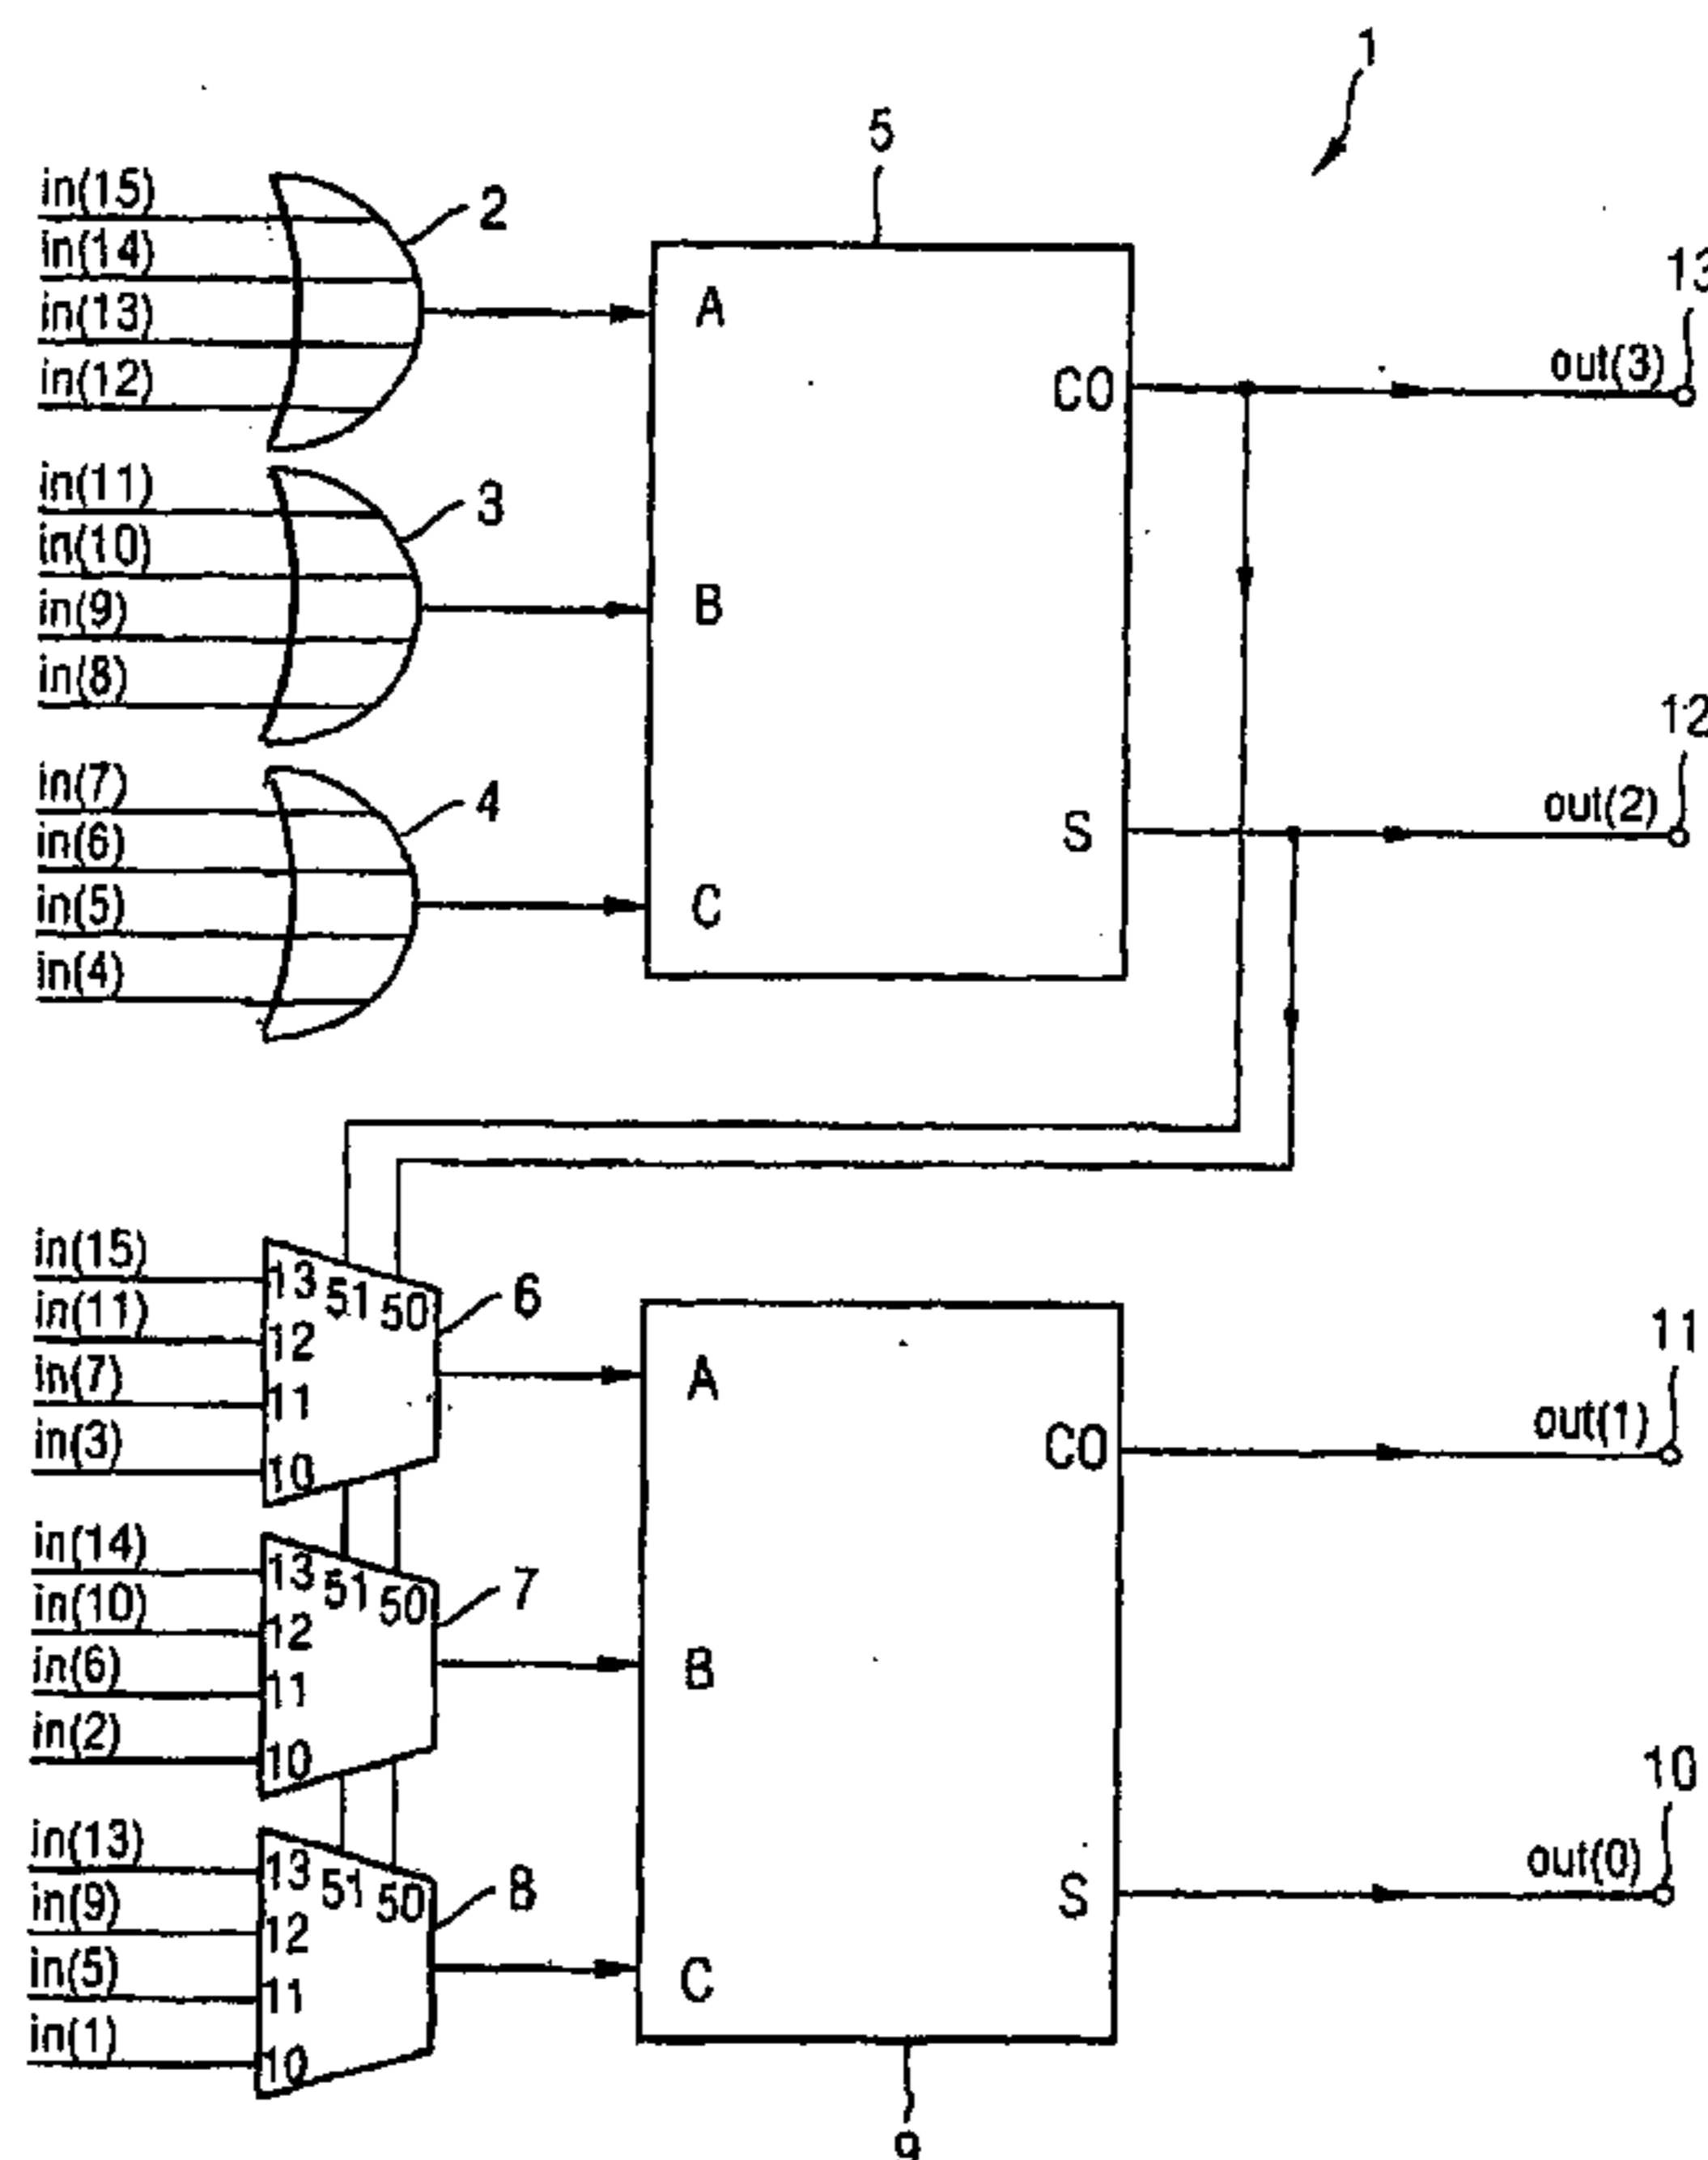 1
5
in(15)
in(14)
in(13)
in(12)
2
A
CO
out(3)
13
in(11)
in(10)
in(9)
in(8)
3
B
12
in(7)
in(6)
in(5)
in(4)
4
C
S
out(2)
in(15)
in(11)
in(7)
in(3)
13
12
11
10
51
50
6
A
CO
out(1)
11
in(14)
in(10)
in(6)
in(2)
13
12
11
10
51
50
7
B
10
in(13)
in(9)
in(5)
in(1)
13
12
11
10
51
50
8
C
S
out(0)
9